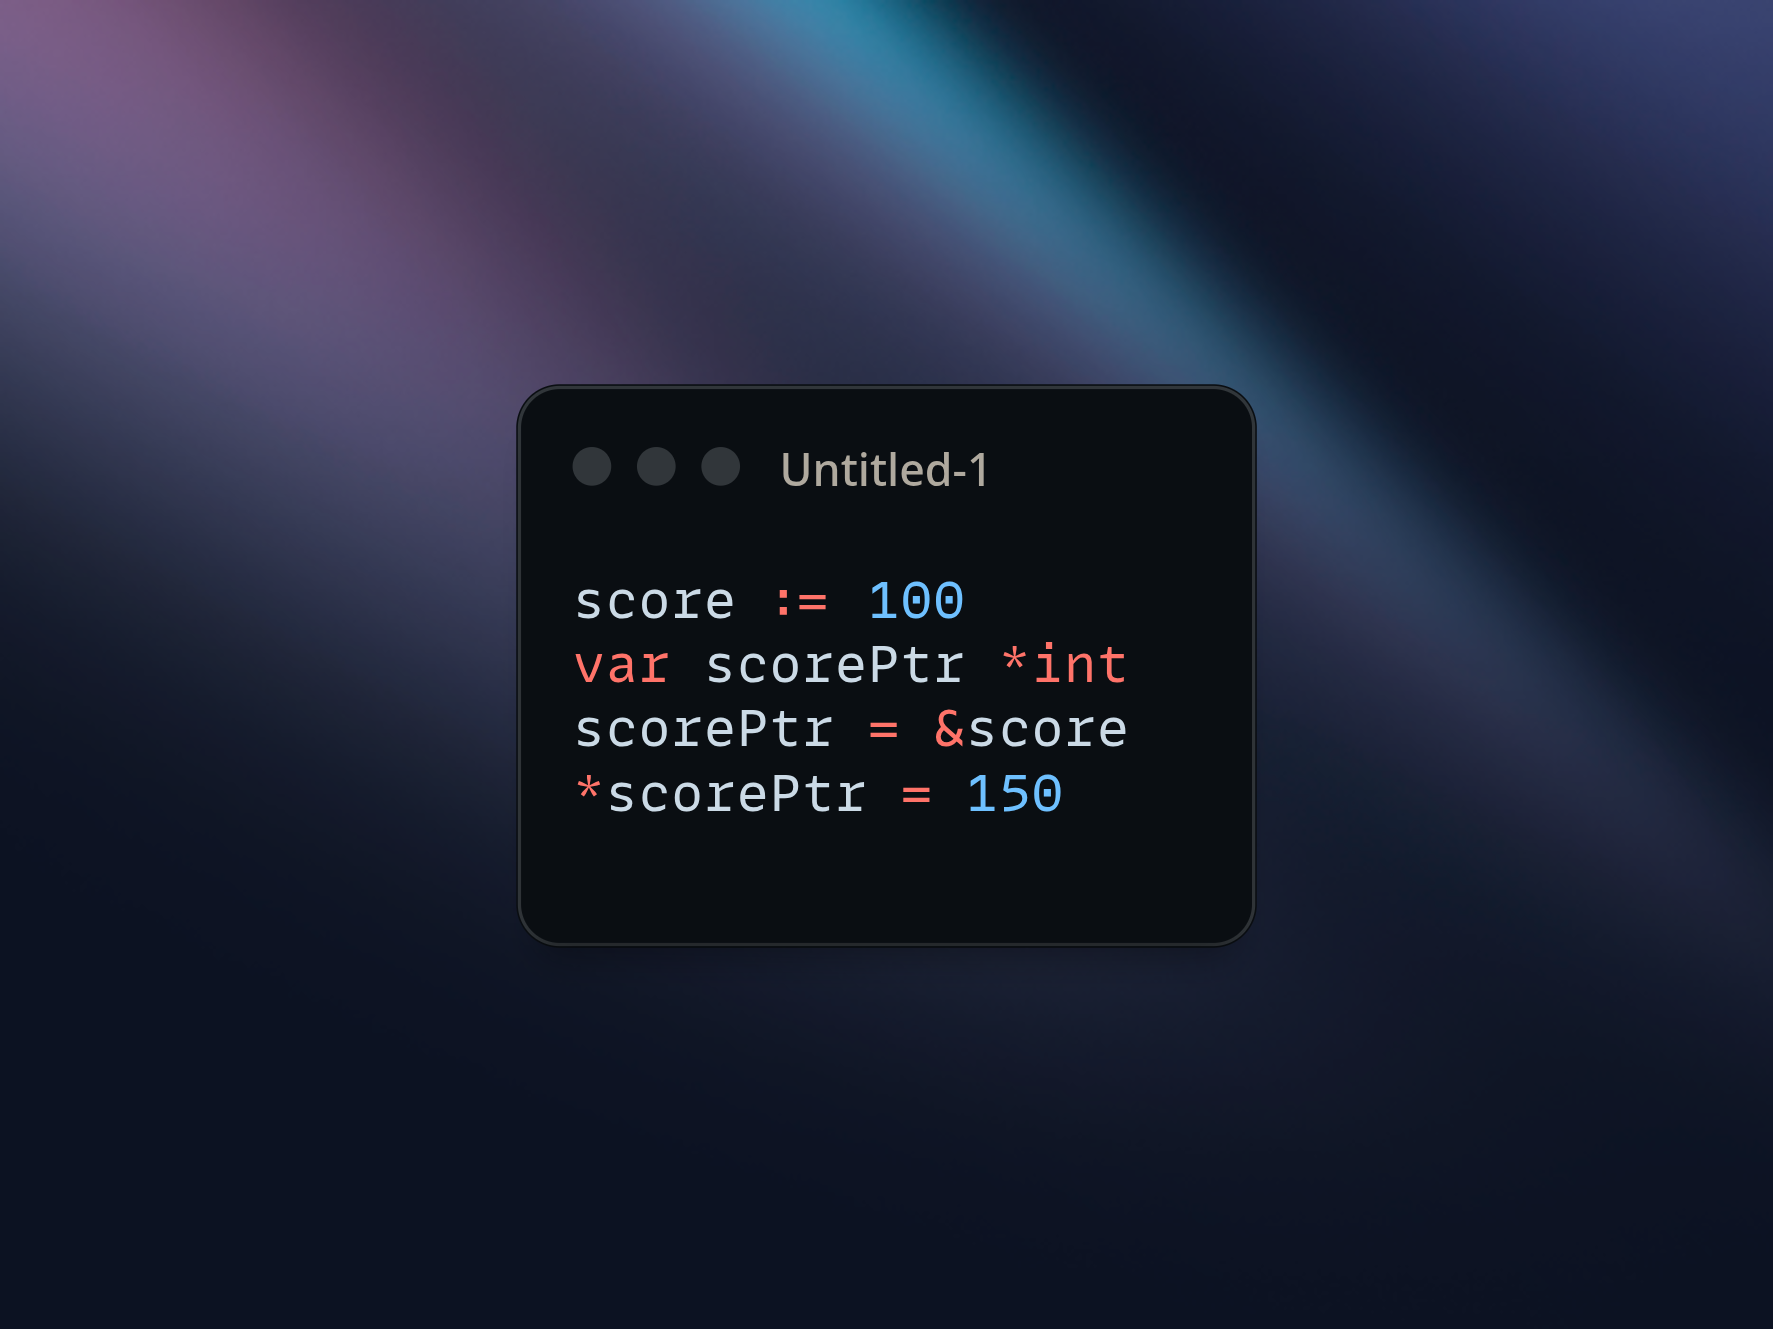 Untitled-1
score := 100
var scorePtr *int
scorePtr = &score
*scorePtr = 150